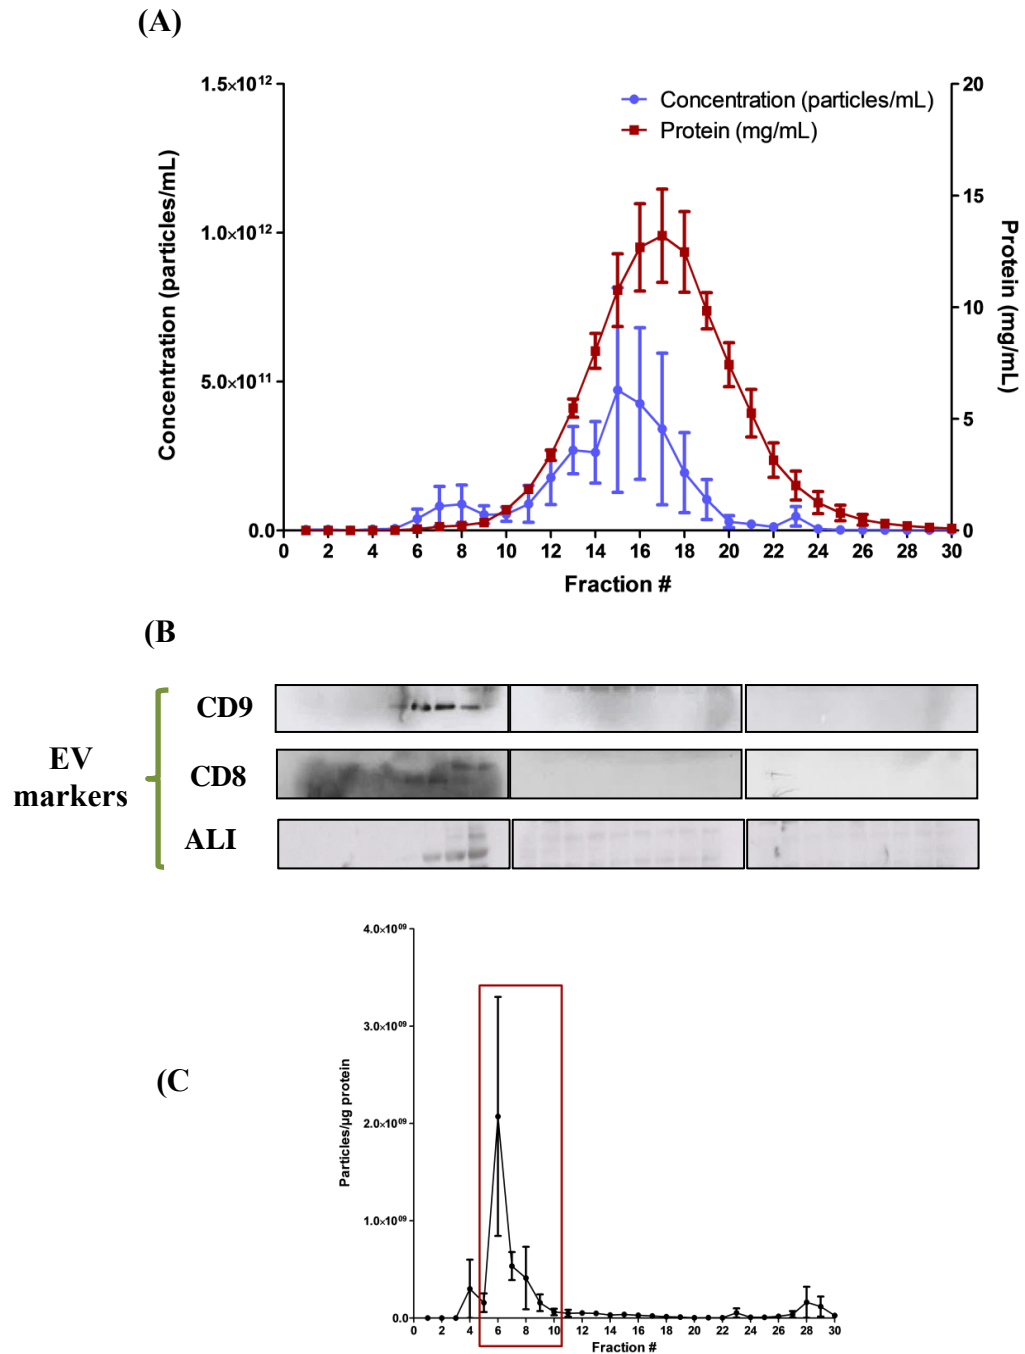 (A)
1.5×10¹²
1.0×10¹²
5.0×10¹¹
0.0
Concentration (particles/mL)
Concentration (particles/mL)
Protein (mg/mL)
20
15
10
5
0
Protein (mg/mL)
0 2 4 6 8 10 12 14 16 18 20 22 24 26 28 30
Fraction #
(B
EV
markers
CD9
CD8
ALI
(C
4.0×10⁰⁹
3.0×10⁰⁹
2.0×10⁰⁹
1.0×10⁰⁹
0.0
Particles/µg protein
0 2 4 6 8 10 12 14 16 18 20 22 24 26 28 30
Fraction #